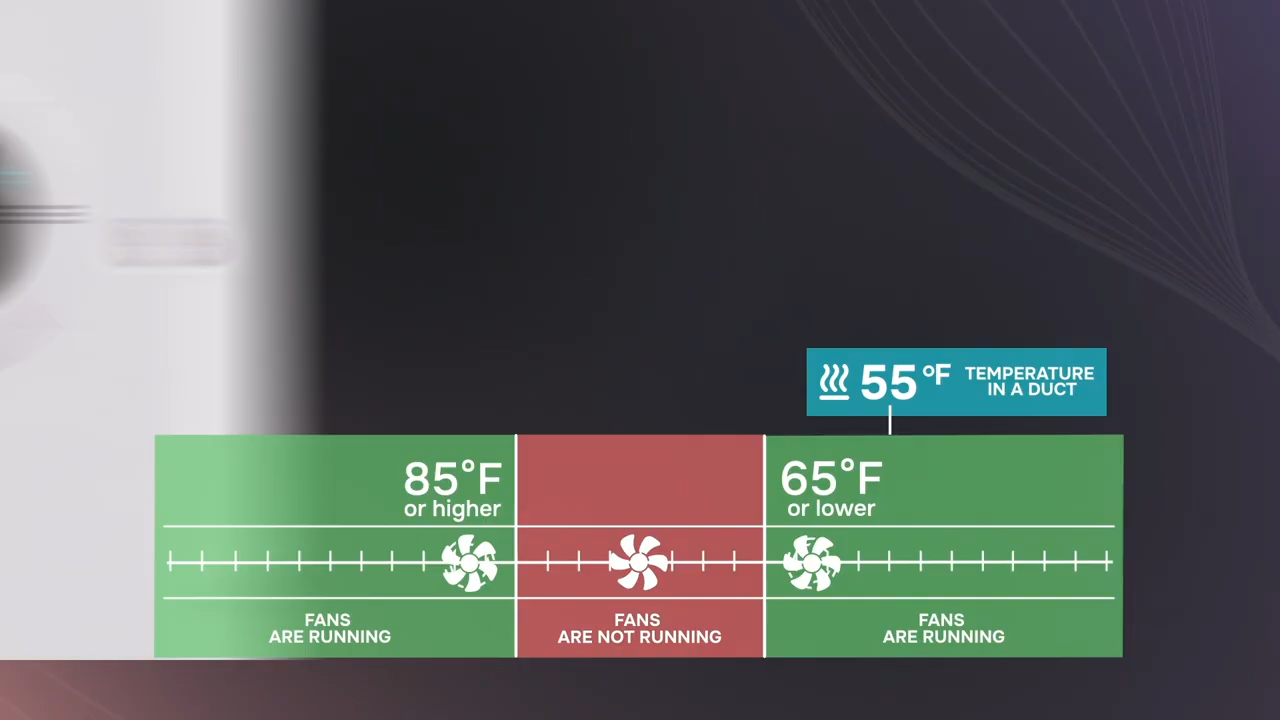 55°F
TEMPERATURE
IN A DUCT
85°F
or higher
65°F
or lower
FANS
ARE RUNNING
FANS
ARE NOT RUNNING
FANS
ARE RUNNING